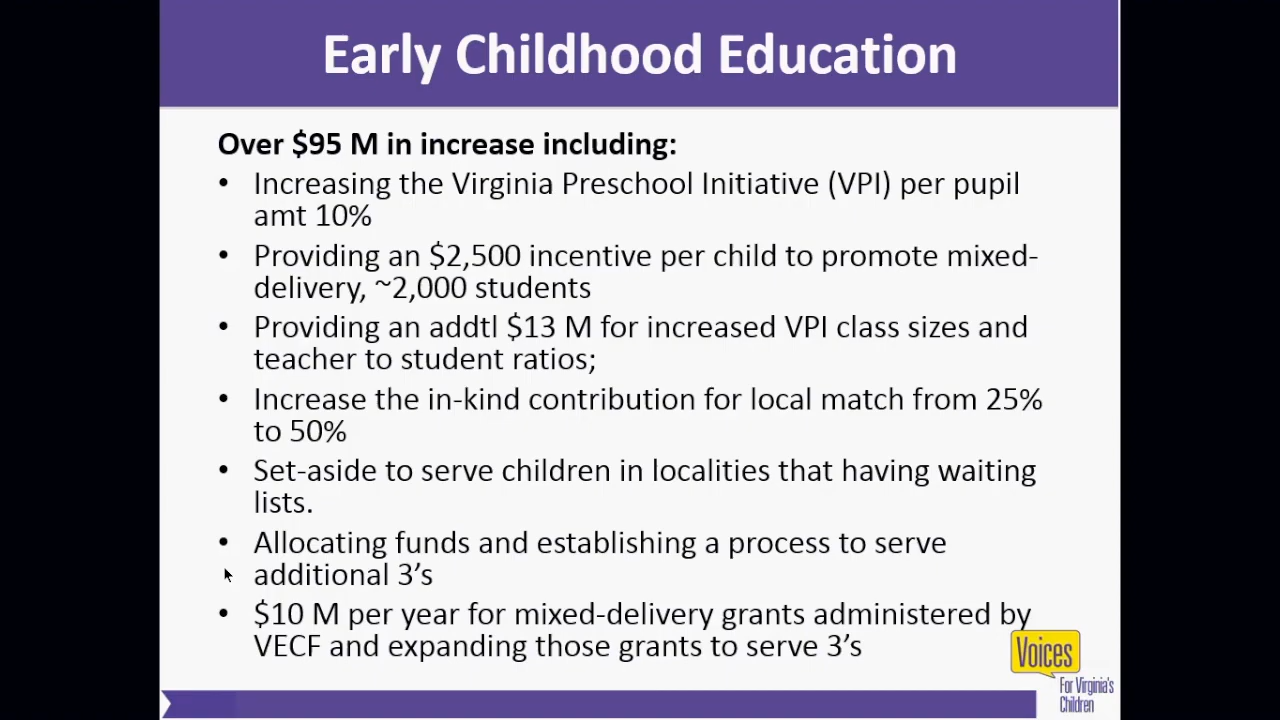 Early Childhood Education
Over $95 M in increase including:
• Increasing the Virginia Preschool Initiative (VPI) per pupil
amt 10%
• Providing an $2,500 incentive per child to promote mixed-
delivery, ~2,000 students
• Providing an addtl $13 M for increased VPI class sizes and
teacher to student ratios;
• Increase the in-kind contribution for local match from 25%
to 50%
• Set-aside to serve children in localities that having waiting
lists.
• Allocating funds and establishing a process to serve
additional 3’s
• $10 M per year for mixed-delivery grants administered by
VECF and expanding those grants to serve 3’s
Voices
For Virginia's
Children